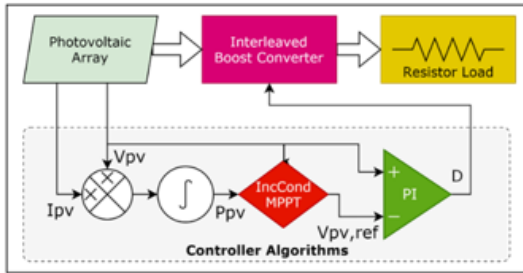 Photovoltaic
Array
Interleaved
Boost Converter
Resistor Load
Vpv
Ipv
×
×
∫
Ppv
IncCond
MPPT
Vpv,ref
+
−
PI
D
Controller Algorithms